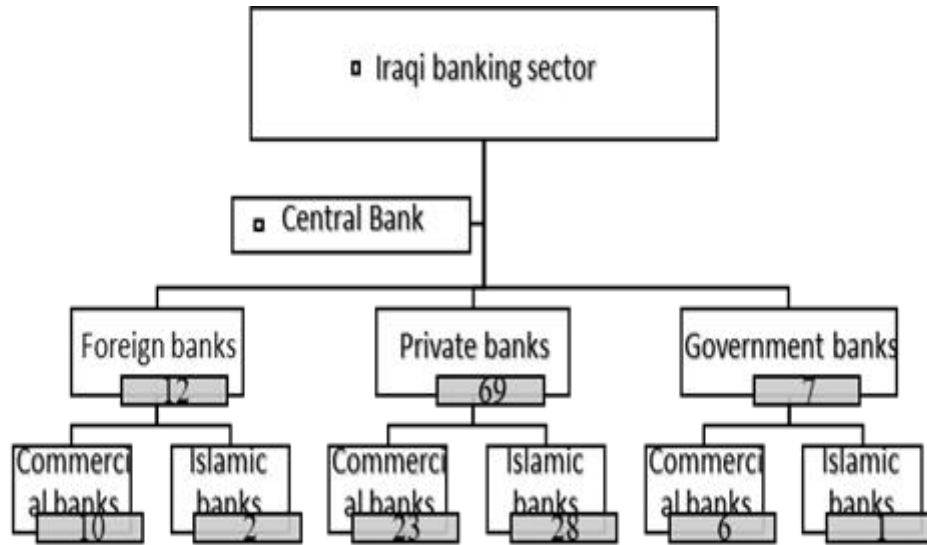 Iraqi banking sector
Central Bank
Foreign banks
12
Private banks
69
Government banks
7
Commerci
al banks
10
Islamic
banks
2
Commerci
al banks
23
Islamic
banks
28
Commerci
al banks
6
Islamic
banks
1